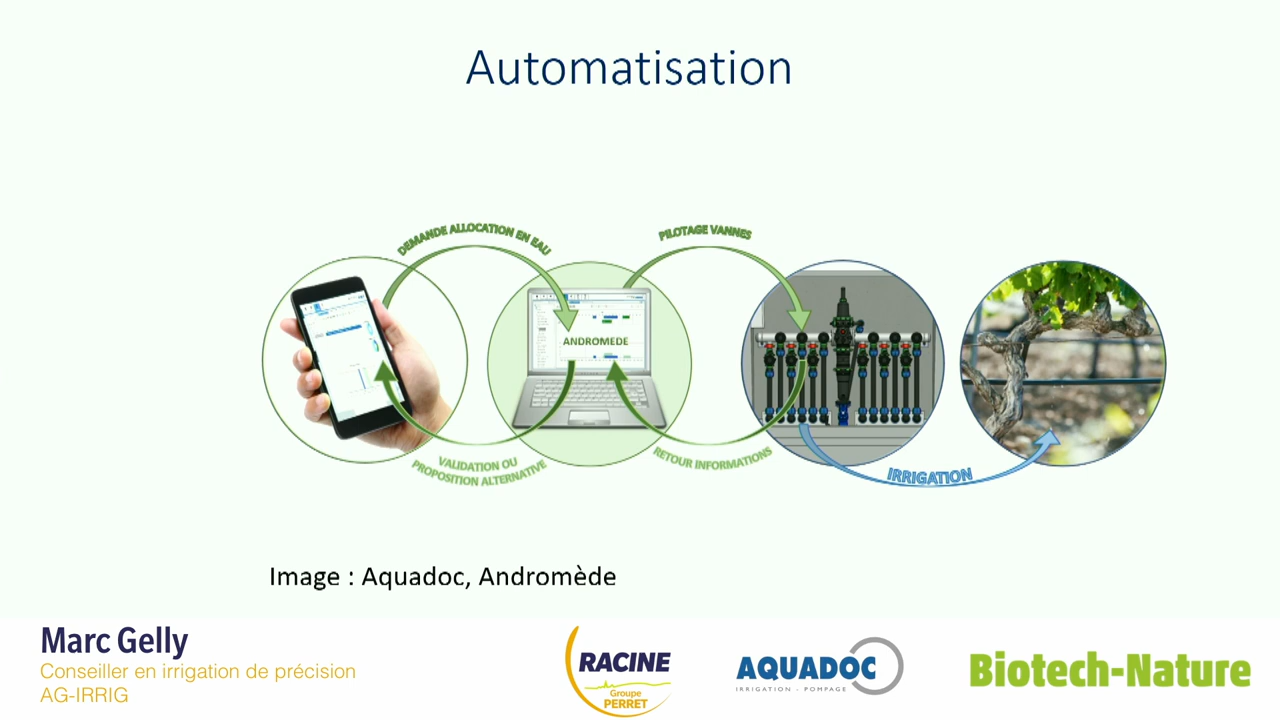 Automatisation
DEMANDE ALLOCATION EN EAU
PILOTAGE VANNES
ANDROMEDE
VALIDATION OU
PROPOSITION ALTERNATIVE
RETOUR INFORMATIONS
IRRIGATION
Image : Aquadoc, Andromède
Marc Gelly
Conseiller en irrigation de précision
AG-IRRIG
RACINE
Groupe
PERRET
AQUADOC
IRRIGATION - POMPAGE
Biotech-Nature